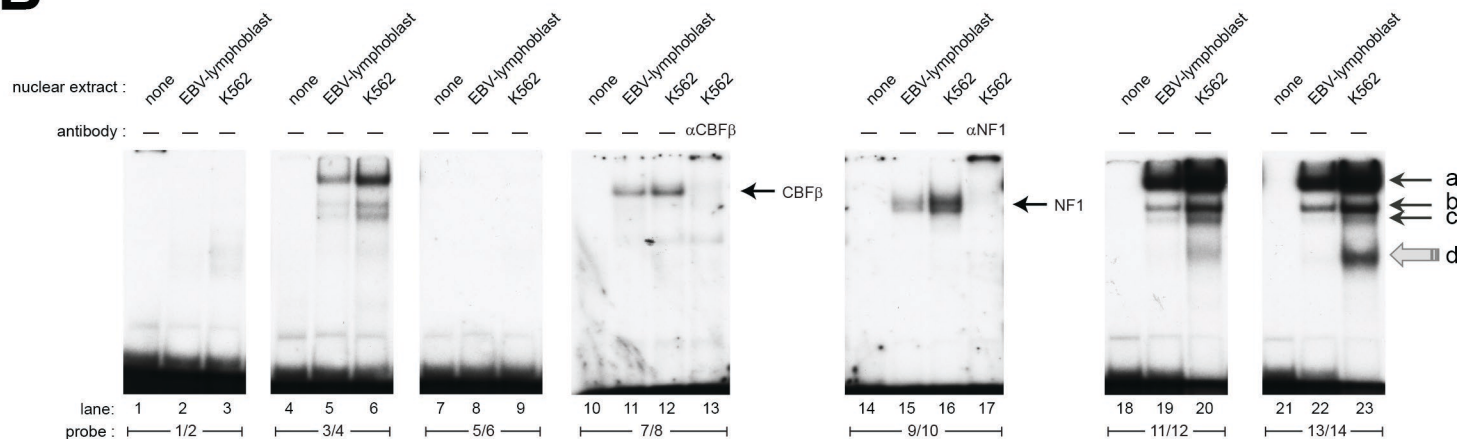 B
nuclear extract : none EBV-lymphoblast K562 none EBV-lymphoblast K562 none EBV-lymphoblast K562 none EBV-lymphoblast K562 K562 none EBV-lymphoblast K562 K562 none EBV-lymphoblast K562 none EBV-lymphoblast K562
antibody : – – – – – – – – – – – – αCBFβ – – – αNF1 – – – – – –
a
CBFβ
b
NF1
c
d
lane: 1 2 3 4 5 6 7 8 9 10 11 12 13 14 15 16 17 18 19 20 21 22 23
probe : 1/2 3/4 5/6 7/8 9/10 11/12 13/14